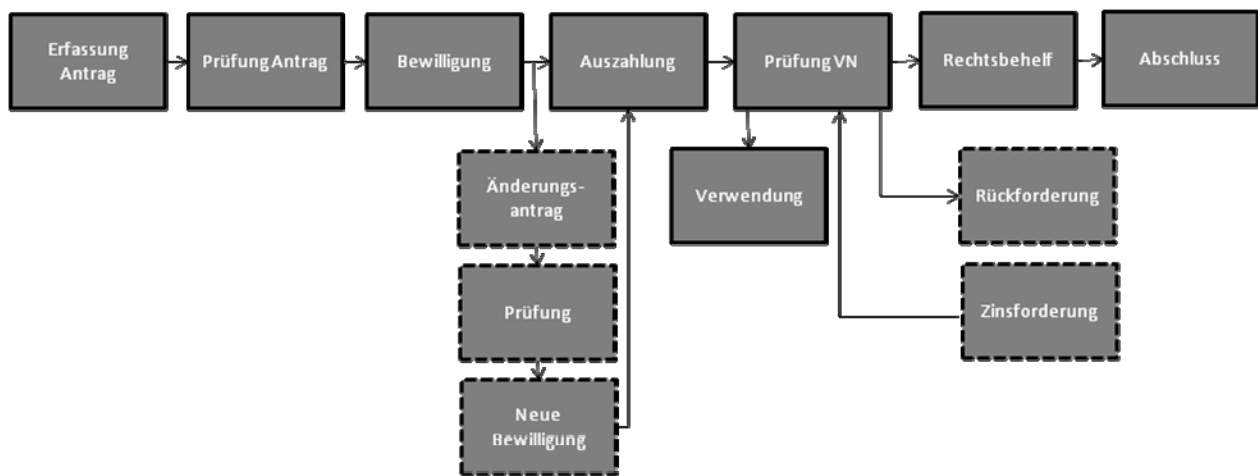 Erfassung
Antrag
Prüfung Antrag
Bewilligung
Auszahlung
Prüfung VN
Rechtsbehelf
Abschluss
Änderungs-
antrag
Verwendung
Rückforderung
Prüfung
Zinsforderung
Neue
Bewilligung